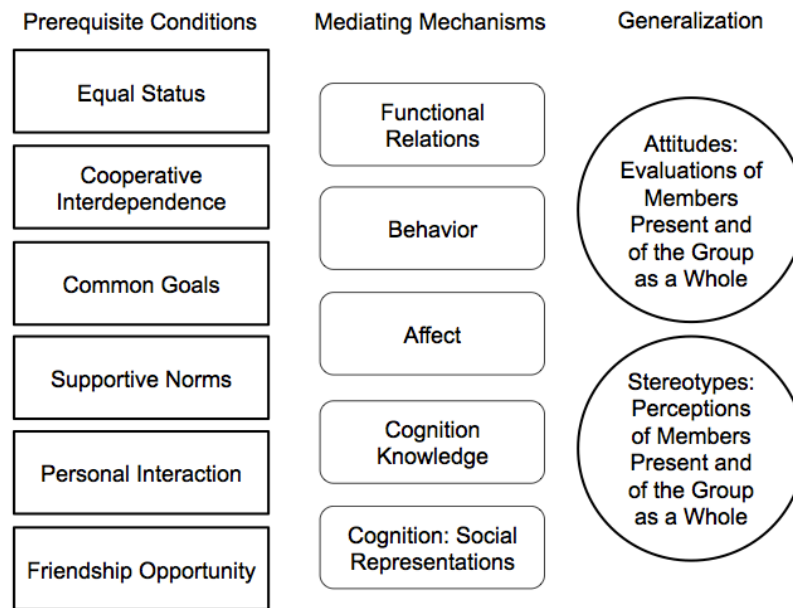 Prerequisite Conditions
Equal Status
Cooperative
Interdependence
Common Goals
Supportive Norms
Personal Interaction
Friendship Opportunity
Mediating Mechanisms
Functional
Relations
Behavior
Affect
Cognition
Knowledge
Cognition: Social
Representations
Generalization
Attitudes:
Evaluations of
Members
Present and
of the Group
as a Whole
Stereotypes:
Perceptions
of Members
Present and
of the Group
as a Whole